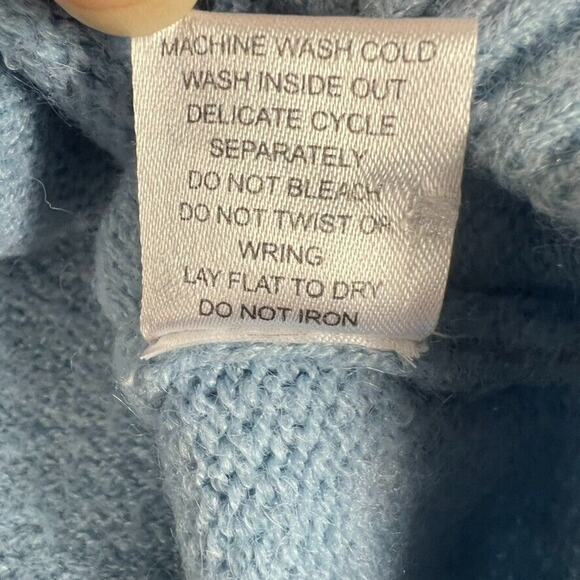 MACHINE WASH COLD
WASH INSIDE OUT
DELICATE CYCLE
SEPARATELY
DO NOT BLEACH
DO NOT TWIST OR
WRING
LAY FLAT TO DRY
DO NOT IRON